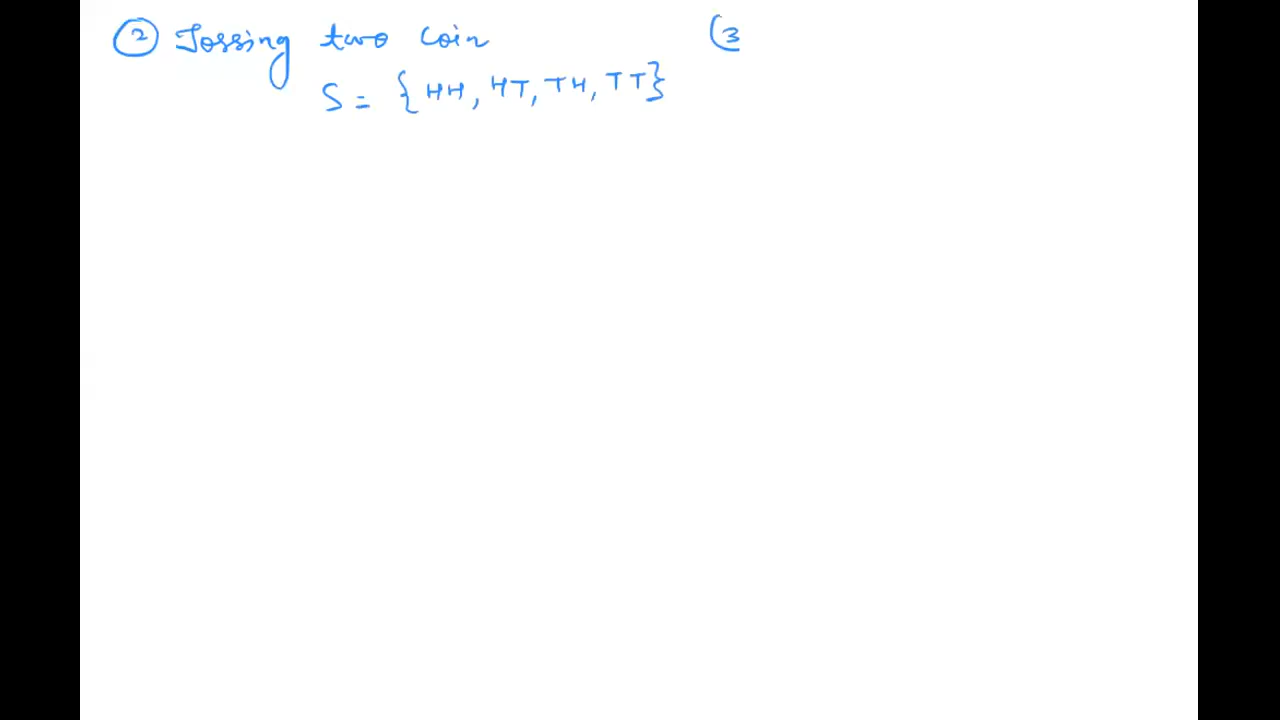 ② Tossing two coin
S = {HH, HT, TH, TT}
(3